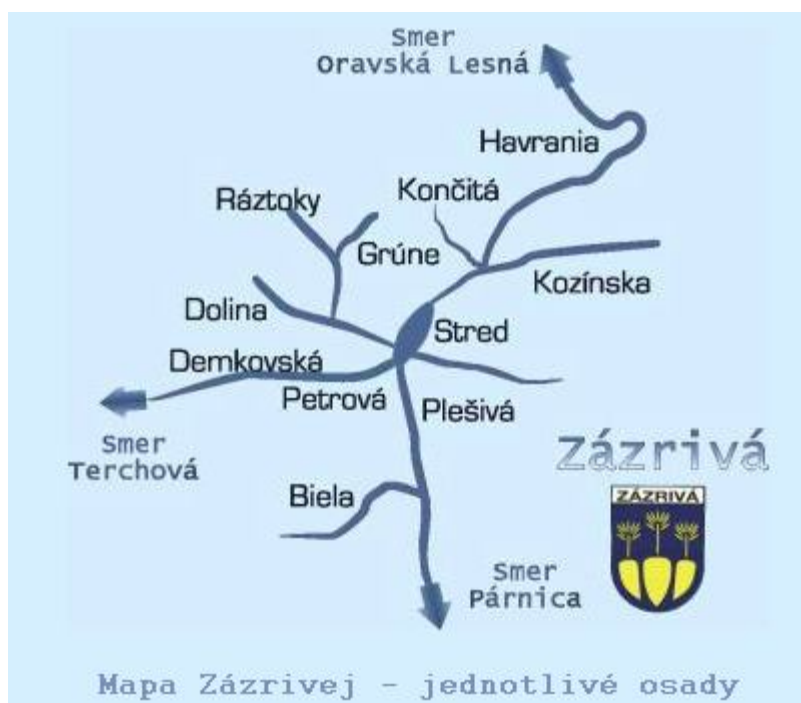 Smer
Oravská Lesná
Havrania
Končitá
Ráztoky
Grúne
Kozínska
Dolina
Stred
Demkovská
Petrová
Plešivá
Smer
Terchová
Zázrivá
Biela
ZÁZRIVÁ
Smer
Párnica
Mapa Zázrivej - jednotlivé osady